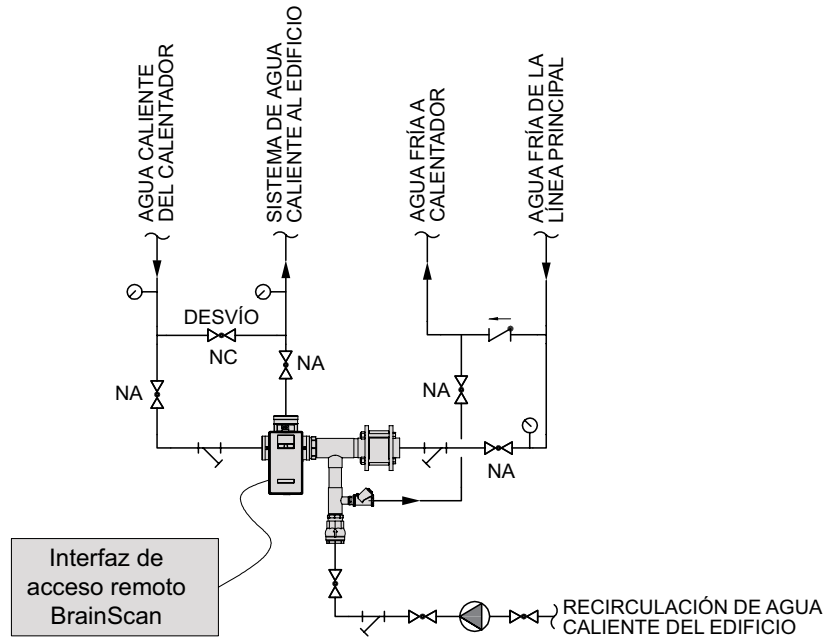 AGUA CALIENTE
DEL CALENTADOR
SISTEMA DE AGUA
CALIENTE AL EDIFICIO
AGUA FRÍA A
CALENTADOR
AGUA FRÍA DE LA
LÍNEA PRINCIPAL
DESVÍO
NC
NA
NA
NA
NA
Interfaz de
acceso remoto
BrainScan
RECIRCULACIÓN DE AGUA
CALIENTE DEL EDIFICIO